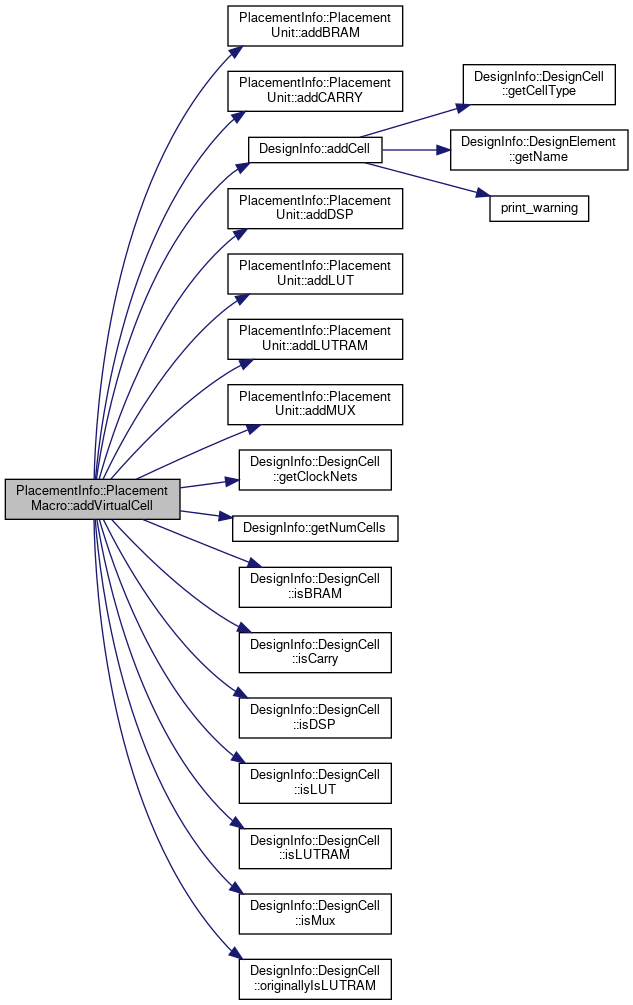 PlacementInfo::Placement
Unit::addBRAM
PlacementInfo::Placement
Unit::addCARRY
DesignInfo::DesignCell
::getCellType
DesignInfo::addCell
DesignInfo::DesignElement
::getName
print_warning
PlacementInfo::Placement
Unit::addDSP
PlacementInfo::Placement
Unit::addLUT
PlacementInfo::Placement
Unit::addLUTRAM
PlacementInfo::Placement
Unit::addMUX
DesignInfo::DesignCell
::getClockNets
PlacementInfo::Placement
Macro::addVirtualCell
DesignInfo::getNumCells
DesignInfo::DesignCell
::isBRAM
DesignInfo::DesignCell
::isCarry
DesignInfo::DesignCell
::isDSP
DesignInfo::DesignCell
::isLUT
DesignInfo::DesignCell
::isLUTRAM
DesignInfo::DesignCell
::isMux
DesignInfo::DesignCell
::originallyIsLUTRAM